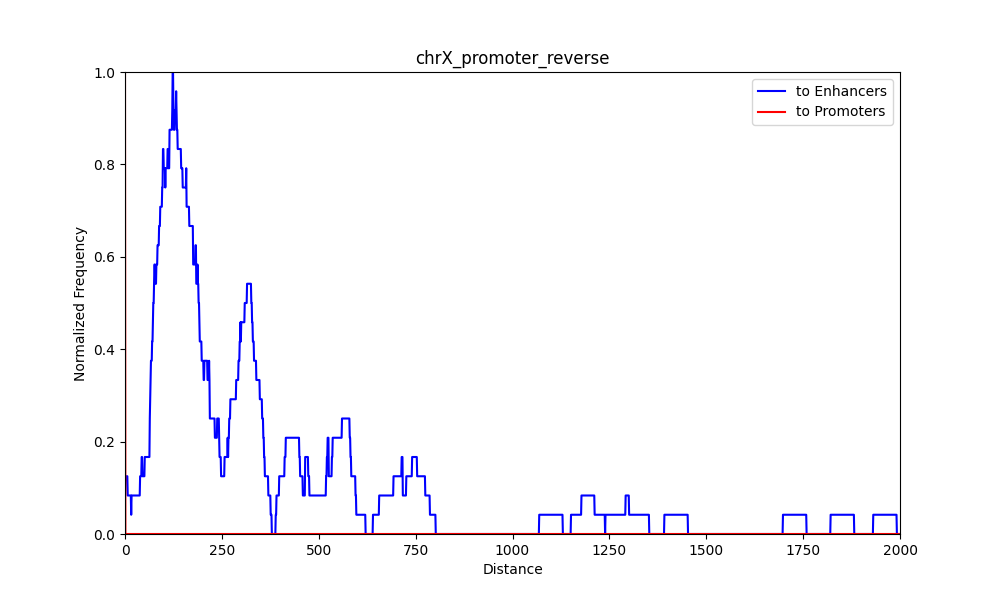 chrX_promoter_reverse
to Enhancers
to Promoters
Normalized Frequency
1.0
0.8
0.6
0.4
0.2
0.0
0 250 500 750 1000 1250 1500 1750 2000
Distance